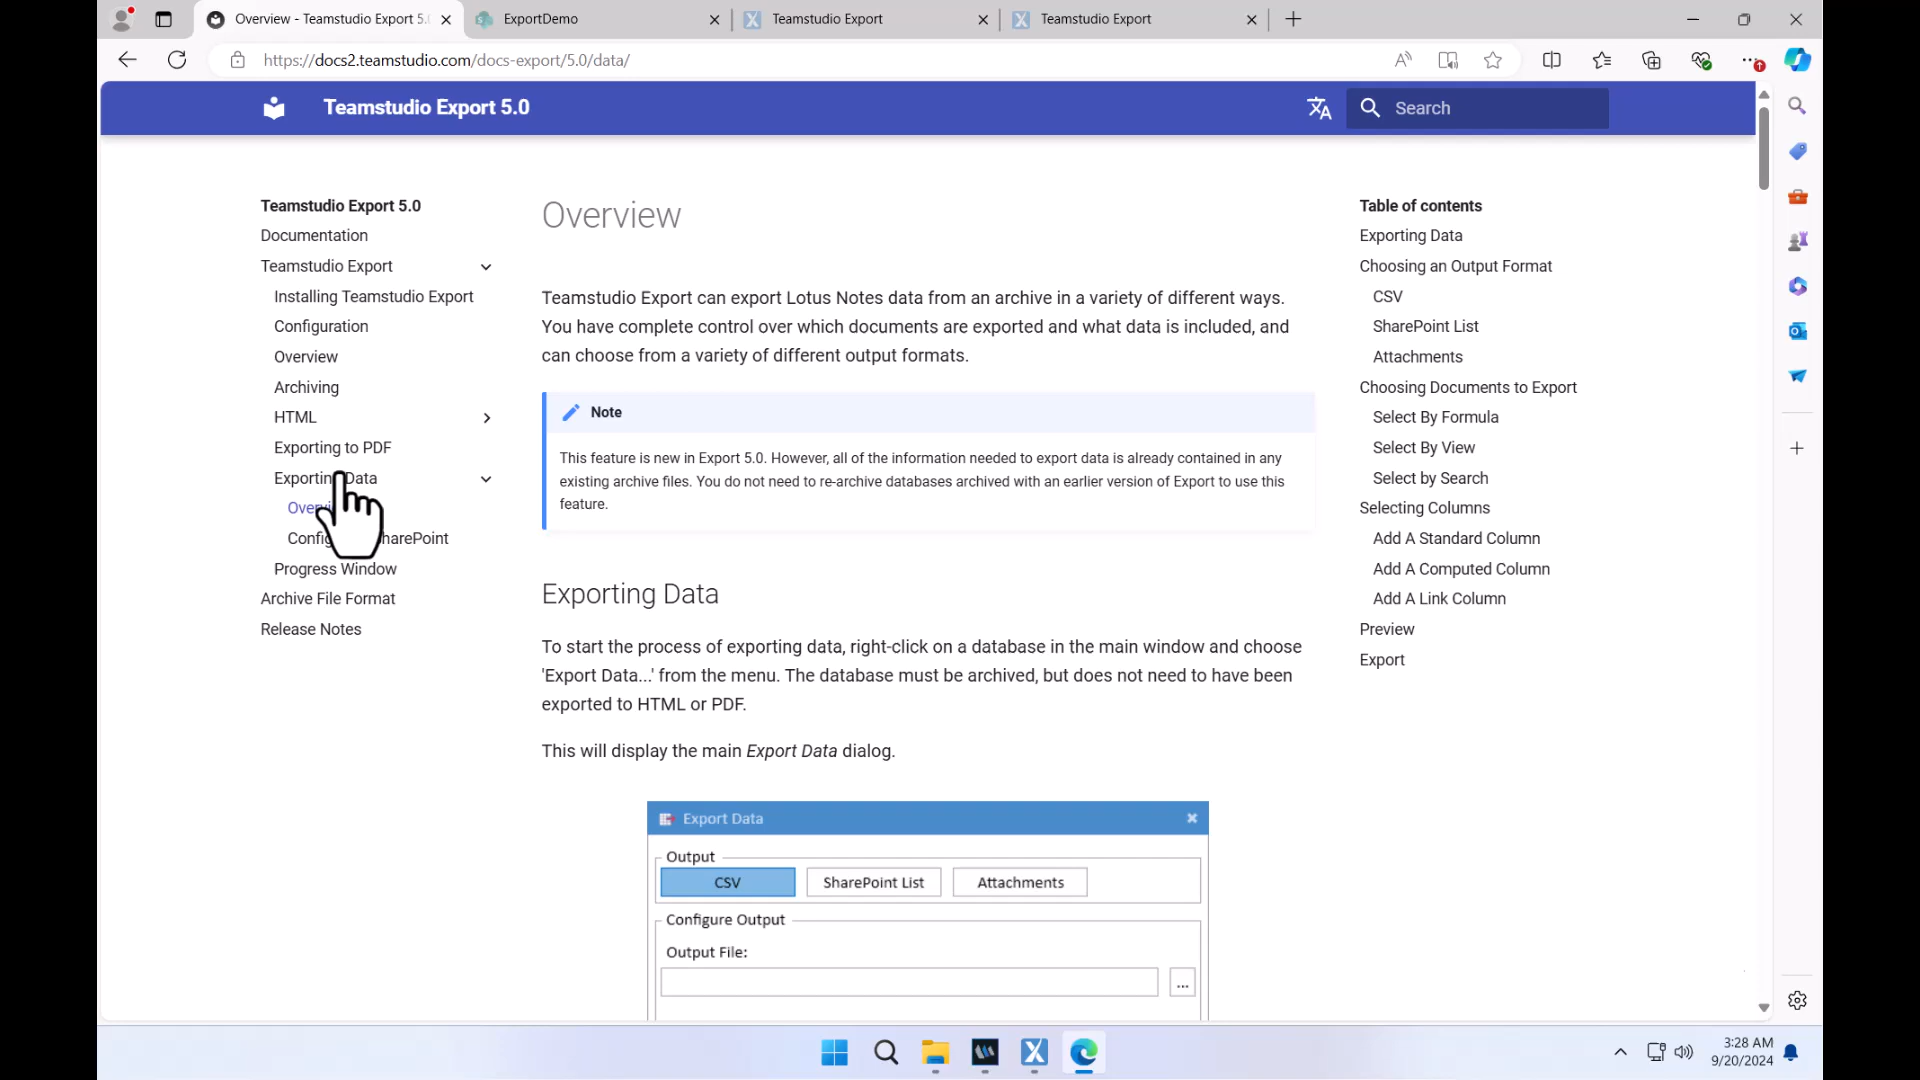 Overview - Teamstudio Export 5.
ExportDemo
Teamstudio Export
Teamstudio Export
https://docs2.teamstudio.com/docs-export/5.0/data/
Teamstudio Export 5.0
Search
Teamstudio Export 5.0
Documentation
Teamstudio Export
Installing Teamstudio Export
Configuration
Overview
Archiving
HTML
Exporting to PDF
Exporting Data
Progress Window
Archive File Format
Release Notes
Overview
Teamstudio Export can export Lotus Notes data from an archive in a variety of different ways.
You have complete control over which documents are exported and what data is included, and
can choose from a variety of different output formats.
Note
This feature is new in Export 5.0. However, all of the information needed to export data is already contained in any
existing archive files. You do not need to re-archive databases archived with an earlier version of Export to use this
feature.
Exporting Data
To start the process of exporting data, right-click on a database in the main window and choose
'Export Data...' from the menu. The database must be archived, but does not need to have been
exported to HTML or PDF.
This will display the main Export Data dialog.
Export Data
Output
CSV
SharePoint List
Attachments
Configure Output
Output File:
...
Table of contents
Exporting Data
Choosing an Output Format
CSV
SharePoint List
Attachments
Choosing Documents to Export
Select By Formula
Select By View
Select by Search
Selecting Columns
Add A Standard Column
Add A Computed Column
Add A Link Column
Preview
Export
3:28 AM
9/20/2024